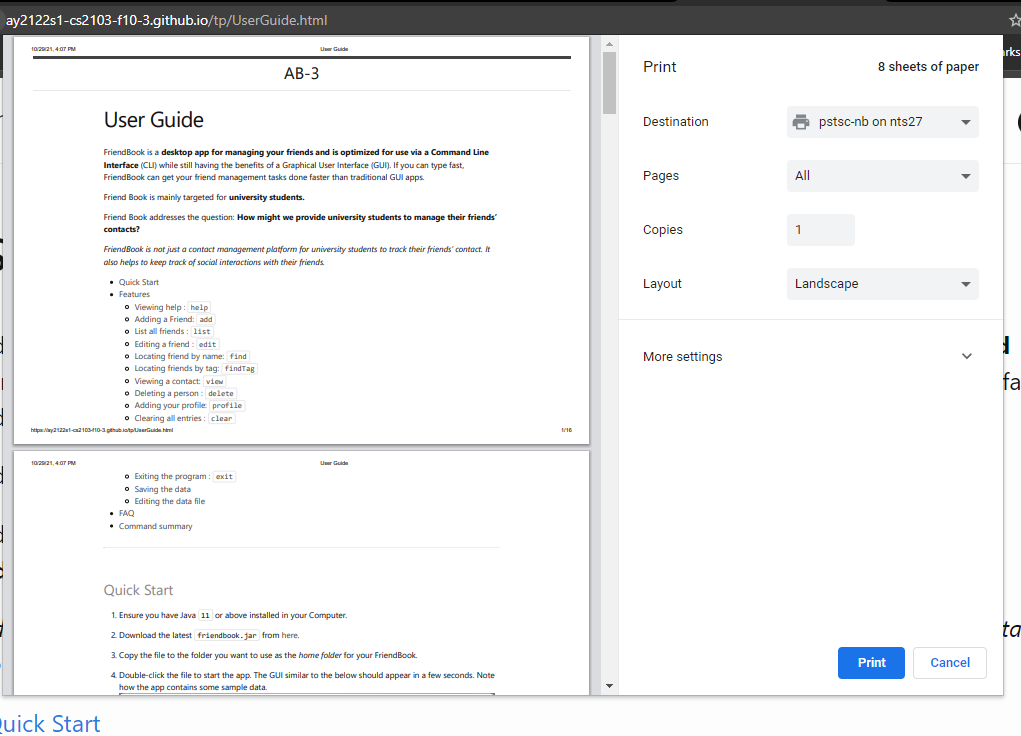 ay2122s1-cs2103-f10-3.github.io/tp/UserGuide.html
10/29/21, 4:07 PM
User Guide
AB-3
User Guide
FriendBook is a desktop app for managing your friends and is optimized for use via a Command Line
Interface (CLI) while still having the benefits of a Graphical User Interface (GUI). If you can type fast,
FriendBook can get your friend management tasks done faster than traditional GUI apps.
Friend Book is mainly targeted for university students.
Friend Book addresses the question: How might we provide university students to manage their friends'
contacts?
FriendBook is not just a contact management platform for university students to track their friends' contact. It
also helps to keep track of social interactions with their friends.
Quick Start
Features
Viewing help : help
Adding a Friend: add
List all friends : list
Editing a friend : edit
Locating friend by name: find
Locating friends by tag: findTag
Viewing a contact: view
Deleting a person : delete
Adding your profile: profile
Clearing all entries : clear
https://ay2122s1-cs2103-f10-3.github.io/tp/UserGuide.html
1/16
10/29/21, 4:07 PM
User Guide
Exiting the program : exit
Saving the data
Editing the data file
FAQ
Command summary
Quick Start
1. Ensure you have Java 11 or above installed in your Computer.
2. Download the latest friendbook.jar from here.
3. Copy the file to the folder you want to use as the home folder for your FriendBook.
4. Double-click the file to start the app. The GUI similar to the below should appear in a few seconds. Note
how the app contains some sample data.
Print
8 sheets of paper
Destination
pstsc-nb on nts27
Pages
All
Copies
1
Layout
Landscape
More settings
Print
Cancel
uick Start